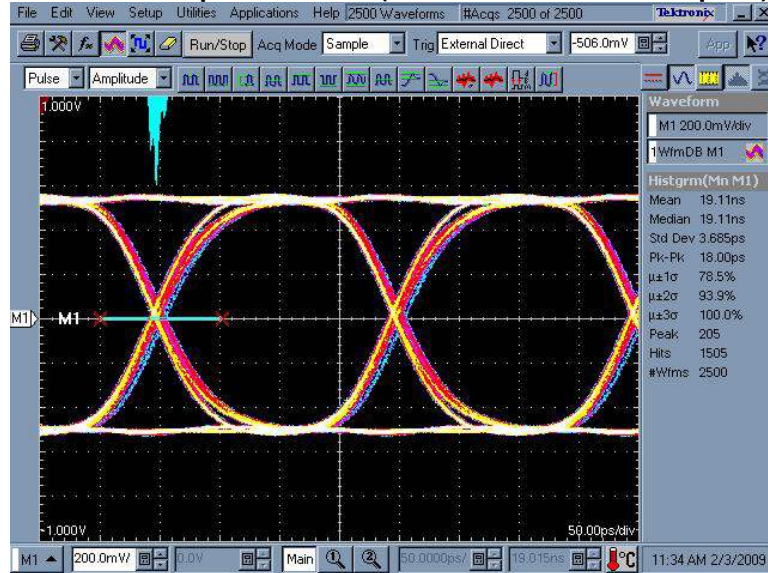 File Edit View Setup Utilities Applications Help 2500 Waveforms #Acqs 2500 of 2500 Tektronix
Run/Stop Acq Mode Sample Trig External Direct -506.0mV App
Pulse Amplitude
1.000V
Waveform
M1 200.0mV/div
1 WfmDB M1
Histgrm(Mn M1)
Mean 19.11ns
Median 19.11ns
Std Dev 3.685ps
Pk-Pk 18.00ps
µ±1σ 78.5%
µ±2σ 93.9%
µ±3σ 100.0%
Peak 205
Hits 1505
#Wfms 2500
M1 M1
-1.000V 50.00ps/div
M1 200.0mV/ 0.0V Main 1 2 50.0000ps/ 19.015ns °C 11:34 AM 2/3/2009